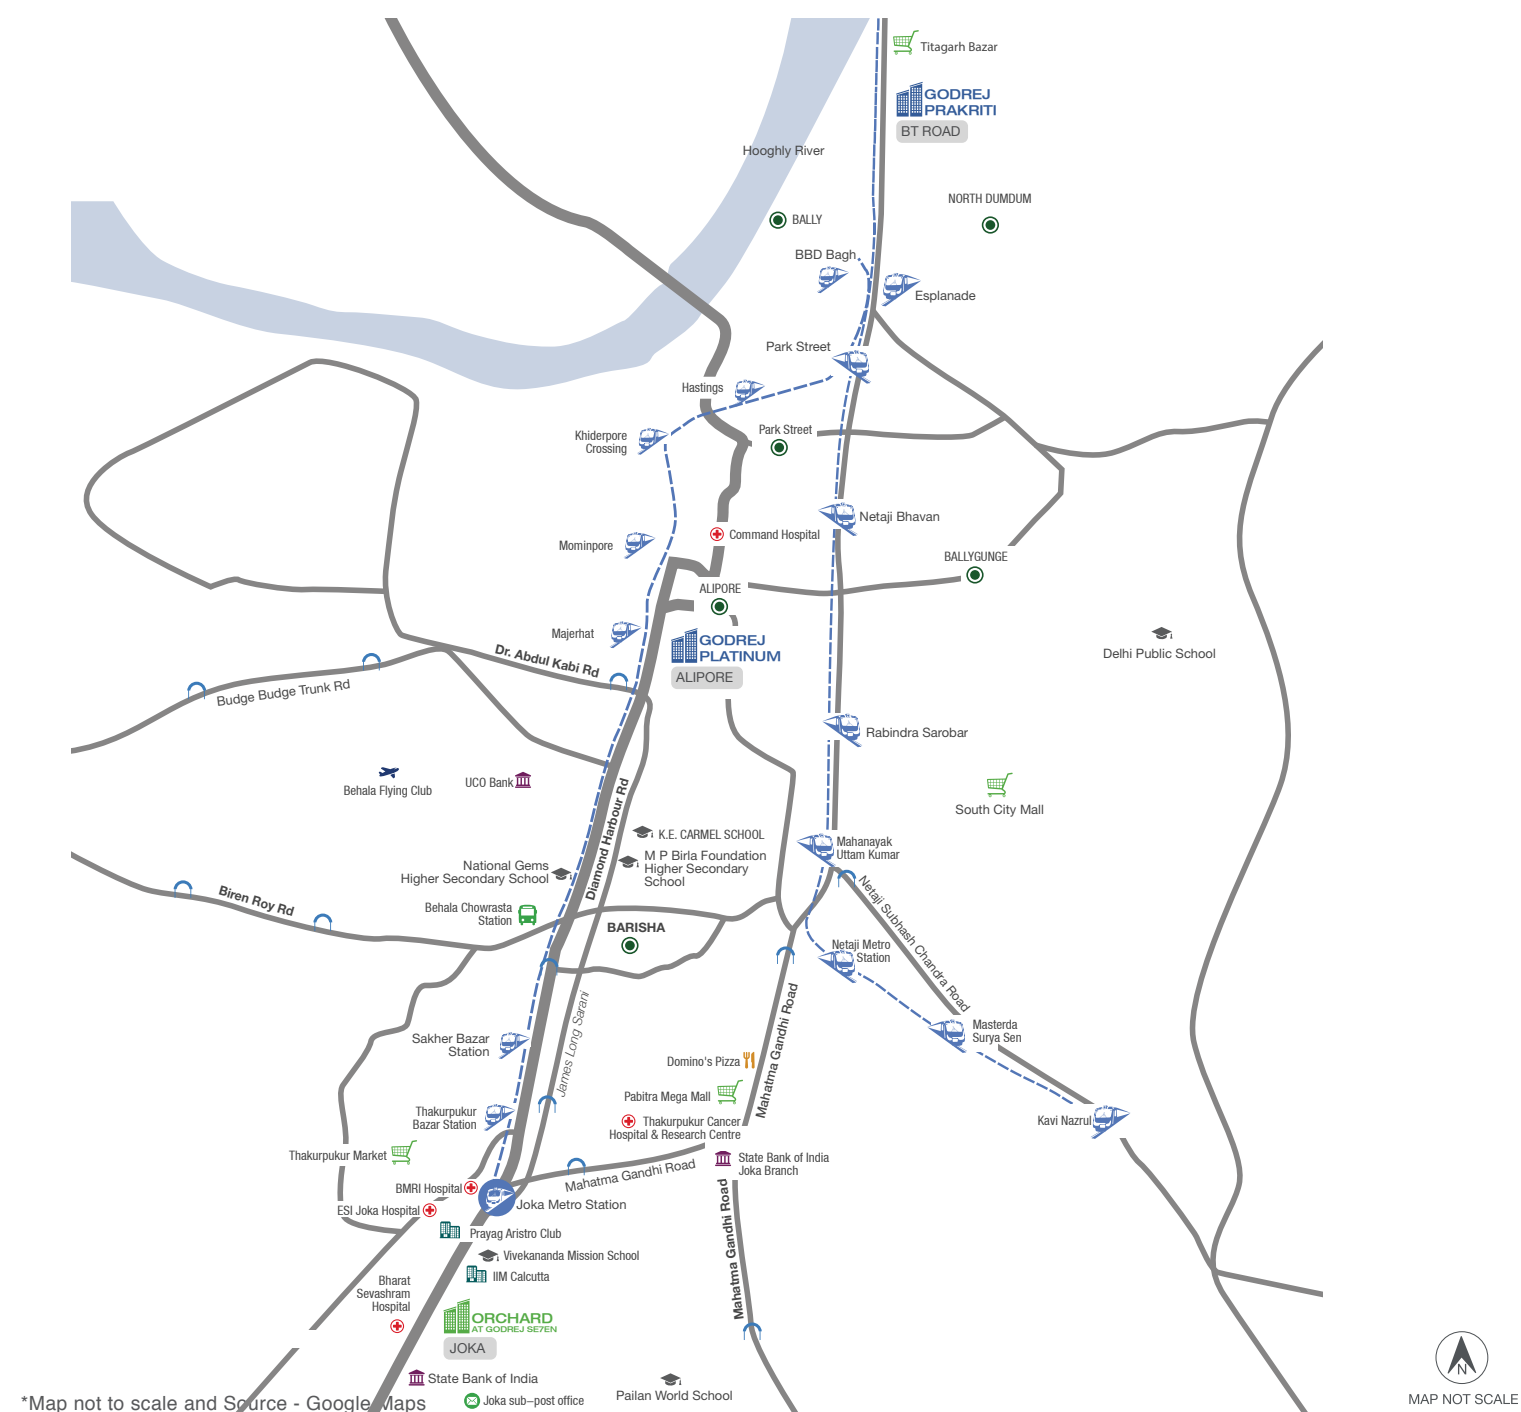 Titagarh Bazar
GODREJ
PRAKRITI
BT ROAD
Hooghly River
NORTH DUMDUM
BALLY
BBD Bagh
Esplanade
Park Street
Hastings
Park Street
Khiderpore
Crossing
Netaji Bhavan
Command Hospital
Mominpore
BALLYGUNGE
ALIPORE
Majerhat
GODREJ
PLATINUM
ALIPORE
Delhi Public School
Dr. Abdul Kabi Rd
Budge Budge Trunk Rd
Rabindra Sarobar
Behala Flying Club
UCO Bank
South City Mall
Diamond Harbour Rd
K.E. CARMEL SCHOOL
Mahanayak
Uttam Kumar
M P Birla Foundation
Higher Secondary
School
National Gems
Higher Secondary School
Biren Roy Rd
Behala Chowrasta
Station
BARISHA
Netaji Subhash Chandra Road
Netaji Metro
Station
Mahatma Gandhi Road
James Long Sarani
Sakher Bazar
Station
Masterda
Surya Sen
Domino's Pizza
Pabitra Mega Mall
Thakurpukur
Bazar Station
Thakurpukur Cancer
Hospital & Research Centre
Kavi Nazrul
Thakurpukur Market
State Bank of India
Joka Branch
Mahatma Gandhi Road
BMRI Hospital
Joka Metro Station
ESI Joka Hospital
Mahatma Gandhi Road
Prayag Aristro Club
Vivekananda Mission School
IIM Calcutta
Bharat
Sevashram
Hospital
ORCHARD
AT GODREJ SE7EN
JOKA
State Bank of India
Joka sub-post office
Pailan World School
N
MAP NOT SCALE
*Map not to scale and Source - Google Maps